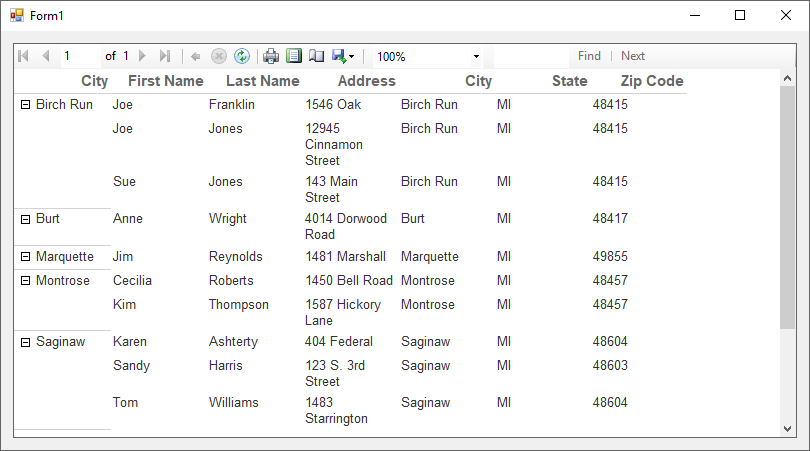 Form1
1 of 1 100% Find Next
City First Name Last Name Address City State Zip Code
Birch Run Joe Franklin 1546 Oak Birch Run MI 48415
Joe Jones 12945 Birch Run MI 48415
Cinnamon
Street
Sue Jones 143 Main Birch Run MI 48415
Street
Burt Anne Wright 4014 Dorwood Burt MI 48417
Road
Marquette Jim Reynolds 1481 Marshall Marquette MI 49855
Montrose Cecilia Roberts 1450 Bell Road Montrose MI 48457
Kim Thompson 1587 Hickory Montrose MI 48457
Lane
Saginaw Karen Ashterty 404 Federal Saginaw MI 48604
Sandy Harris 123 S. 3rd Saginaw MI 48603
Street
Tom Williams 1483 Saginaw MI 48604
Starrington